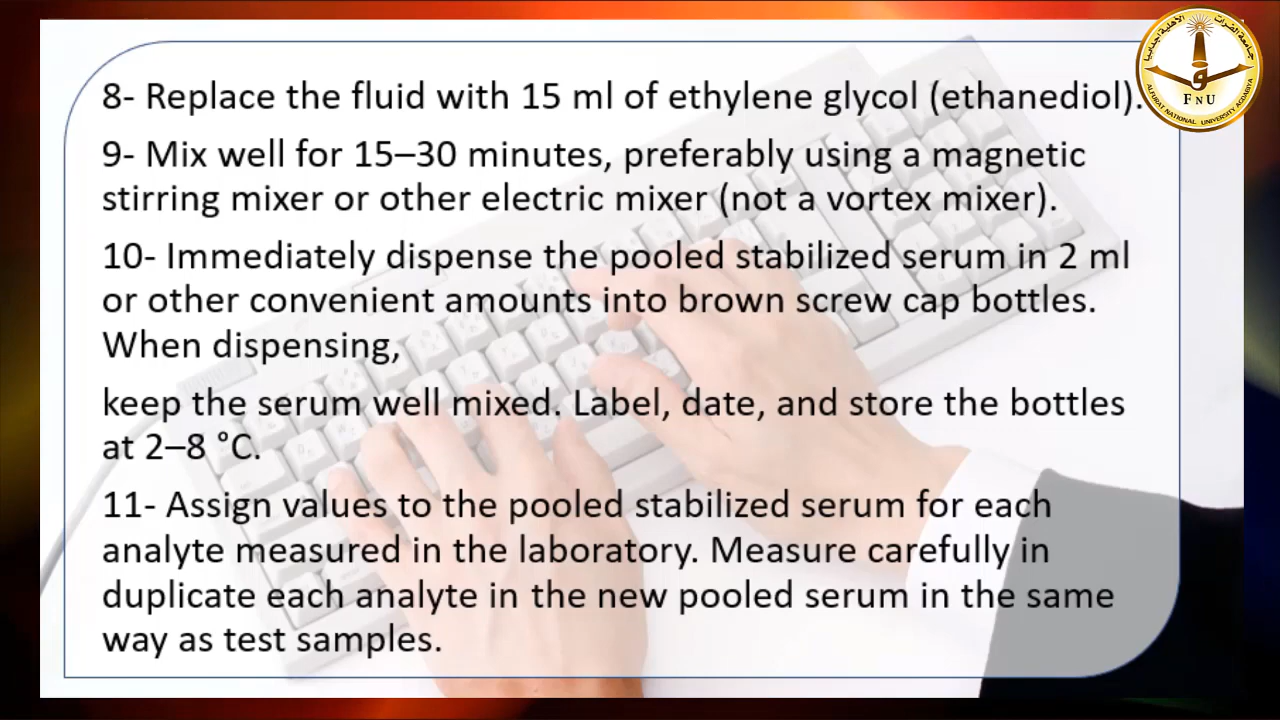 8- Replace the fluid with 15 ml of ethylene glycol (ethanediol).
9- Mix well for 15–30 minutes, preferably using a magnetic
stirring mixer or other electric mixer (not a vortex mixer).
10- Immediately dispense the pooled stabilized serum in 2 ml
or other convenient amounts into brown screw cap bottles.
When dispensing,
keep the serum well mixed. Label, date, and store the bottles
at 2–8 °C.
11- Assign values to the pooled stabilized serum for each
analyte measured in the laboratory. Measure carefully in
duplicate each analyte in the new pooled serum in the same
way as test samples.
FNU